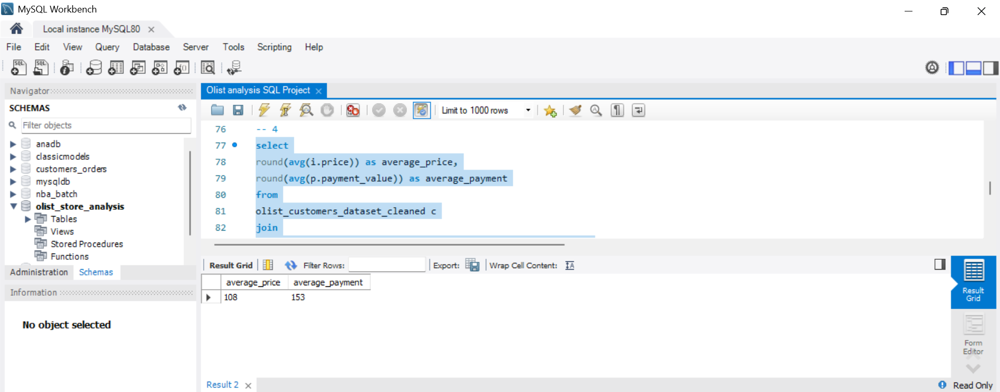 MySQL Workbench
Local instance MySQL80
File Edit View Query Database Server Tools Scripting Help
SQL SQL
Navigator
SCHEMAS
Filter objects
anadb
classicmodels
customers_orders
mysqldb
nba_batch
olist_store_analysis
Tables
Views
Stored Procedures
Functions
Administration Schemas
Information
No object selected
Olist analysis SQL Project
Limit to 1000 rows
76 -- 4
77 select
78 round(avg(i.price)) as average_price,
79 round(avg(p.payment_value)) as average_payment
80 from
81 olist_customers_dataset_cleaned c
82 join
Result Grid Filter Rows: Export: Wrap Cell Content:
average_price average_payment
108 153
Result
Grid
Form
Editor
Result 2
Read Only